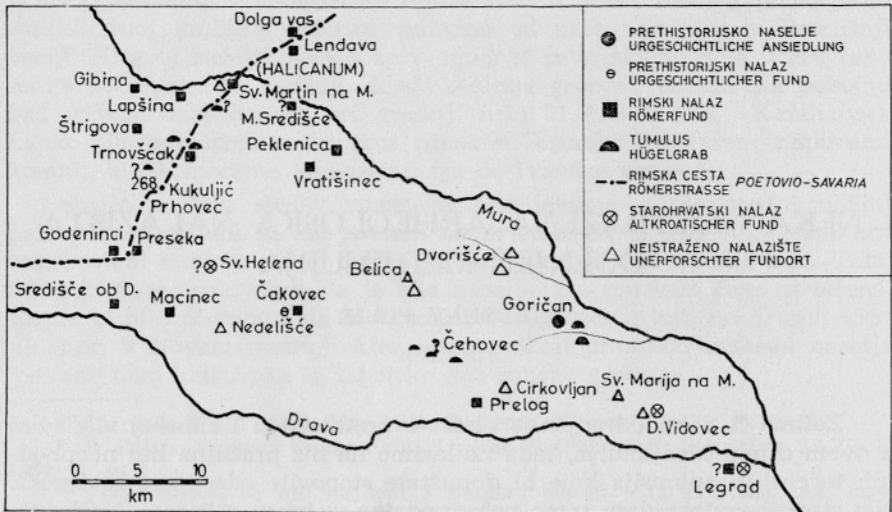 Dolga vas
Lendava
(HALICANUM)
Gibina
Lapšina
Sv. Martin na M.
M. Središće
Štrigova
Peklenica
Trnovščak
Vratišinec
268
Kukuljić
Prhovec
Mura
Godeninci
Preseka
? Sv. Helena
Dvorišće
Belica
Središče ob D.
Macinec
Čakovec
Goričan
Nedelišće
?
Čehovec
Cirkovljan
Sv. Marija na M.
Prelog
Drava
D. Vidovec
?
Legrad
0 5 10
km
PRETHISTORIJSKO NASELJE
URGESCHICHTLICHE ANSIEDLUNG
PRETHISTORIJSKI NALAZ
URGESCHICHTLICHER FUND
RIMSKI NALAZ
RÖMERFUND
TUMULUS
HÜGELGRAB
RIMSKA CESTA
RÖMERSTRASSE POETOVIO-SAVARIA
STAROHRVATSKI NALAZ
ALTKROATISCHER FUND
NEISTRAŽENO NALAZIŠTE
UNERFORSCHTER FUNDORT